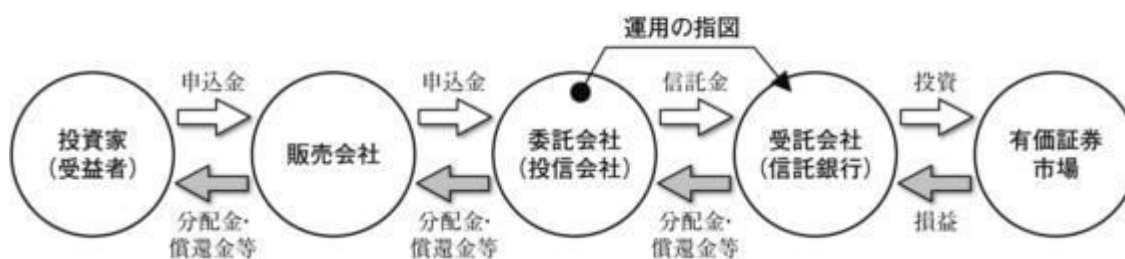 運用の指図
申込金
申込金
信託金
投資
投資家
(受益者)
販売会社
委託会社
(投信会社)
受託会社
(信託銀行)
有価証券
市場
分配金・
償還金等
分配金・
償還金等
分配金・
償還金等
損益